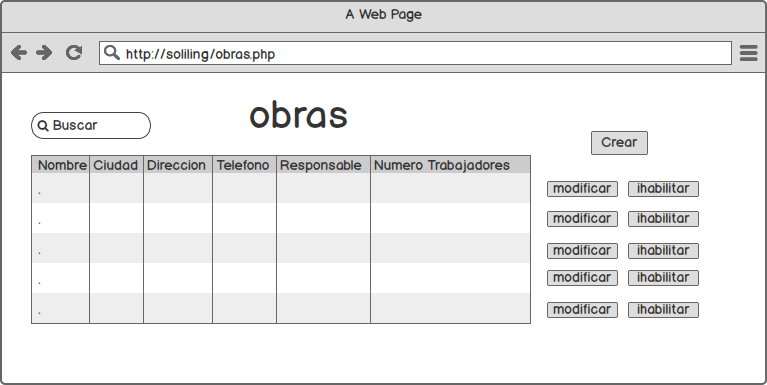 A Web Page
http://soliling/obras.php
Buscar
obras
Crear
Nombre Ciudad Direccion Telefono Responsable Numero Trabajadores
. modificar ihabilitar
. modificar ihabilitar
. modificar ihabilitar
. modificar ihabilitar
. modificar ihabilitar